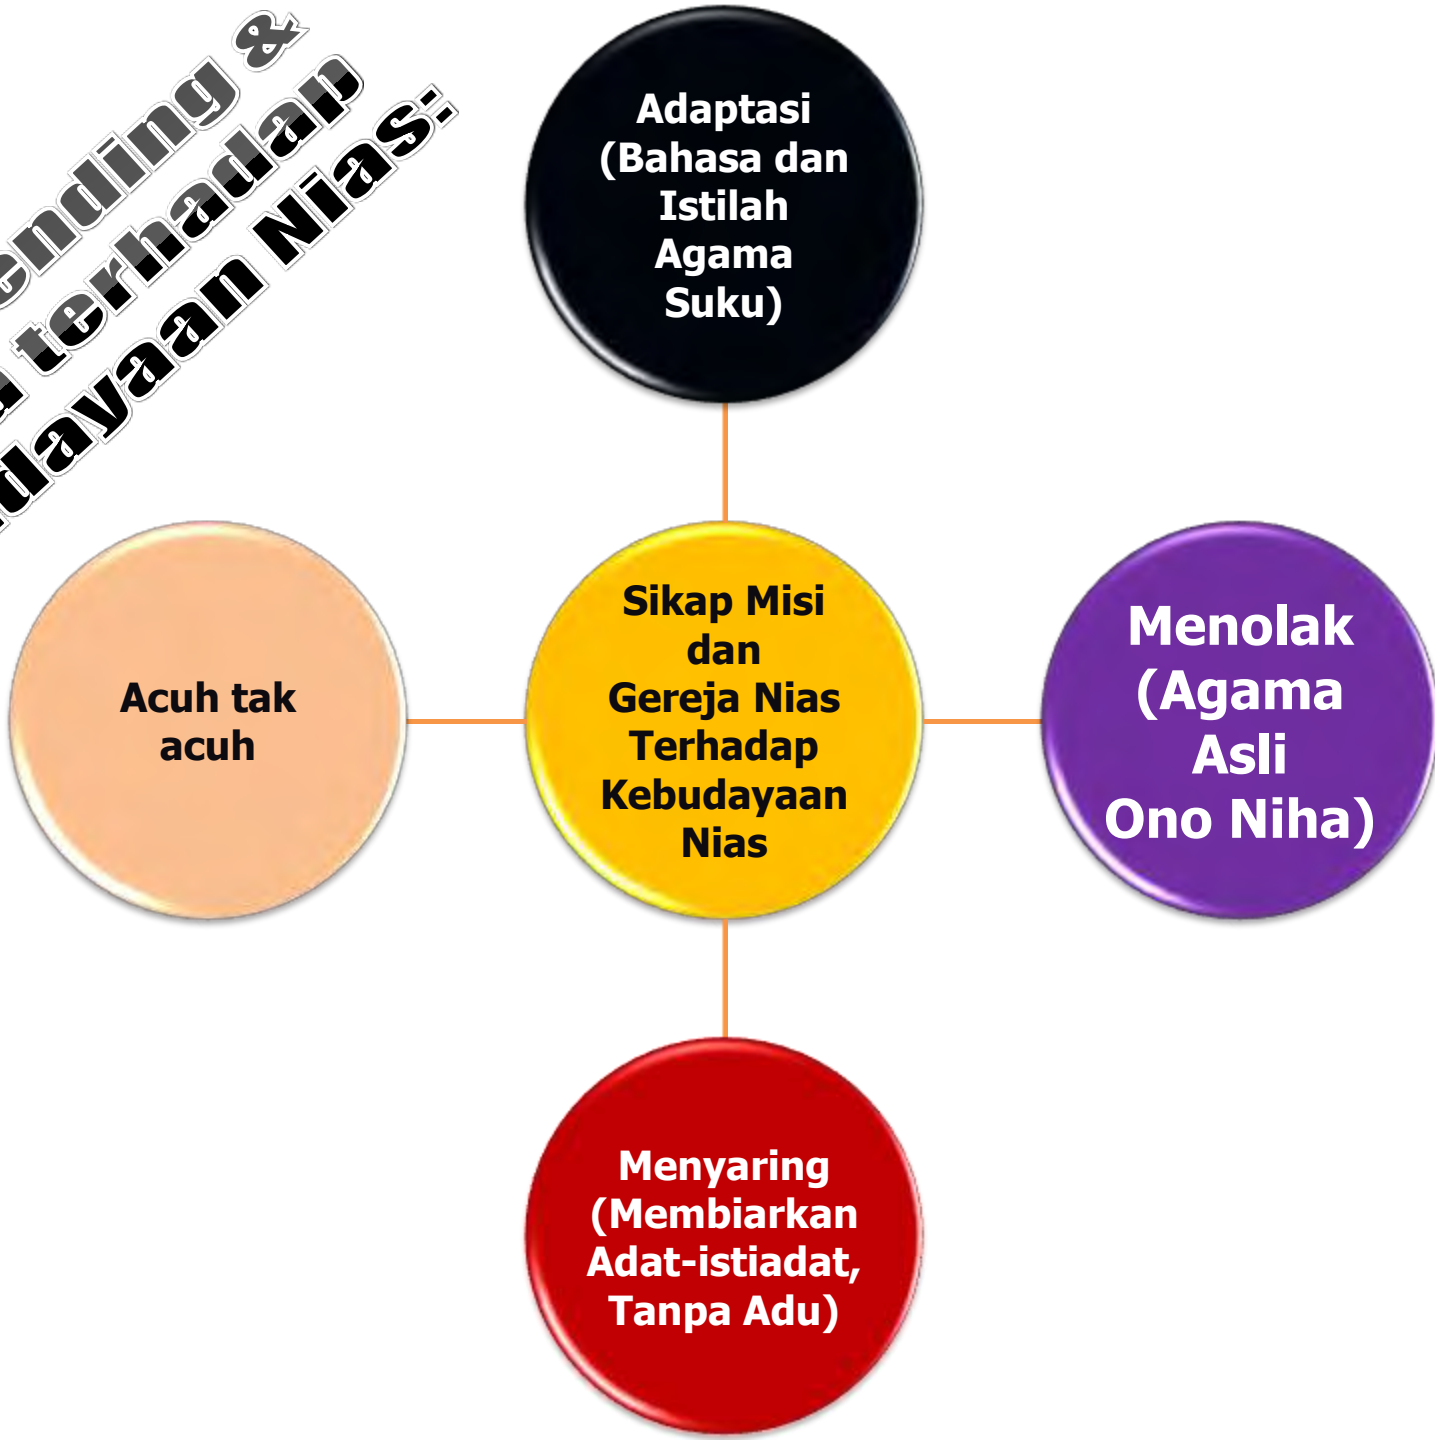 ending &
terhadap
dayaan Nias:
Adaptasi
(Bahasa dan
Istilah
Agama
Suku)
Acuh tak
acuh
Sikap Misi
dan
Gereja Nias
Terhadap
Kebudayaan
Nias
Menolak
(Agama
Asli
Ono Niha)
Menyaring
(Membiarkan
Adat-istiadat,
Tanpa Adu)